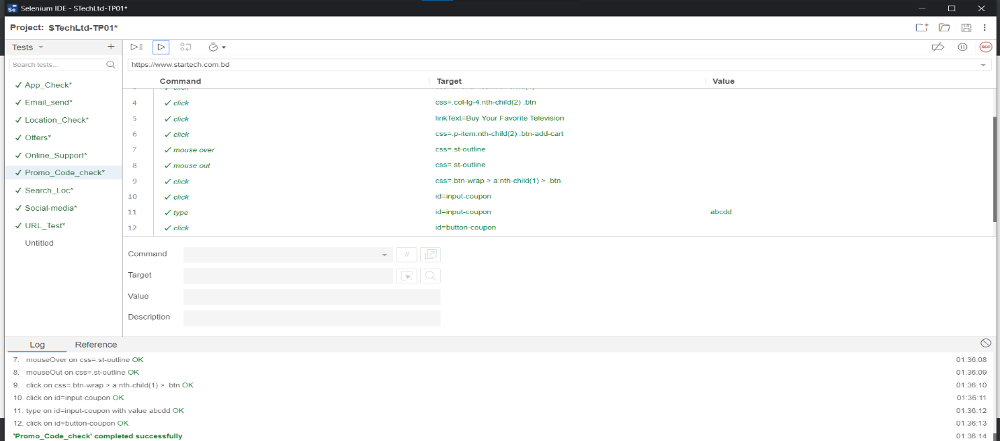 Se Selenium IDE - STechLtd-TP01*
Project: STechLtd-TP01*
Tests
Search tests...
App_Check*
Email_send*
Location_Check*
Offers*
Online_Support*
Promo_Code_check*
Search_Loc*
Social-media*
URL_Test*
Untitled
REC
https://www.startech.com.bd
Command Target Value
click
4 click css=.col-lg-4:nth-child(2) .btn
5 click linkText=Buy Your Favorite Television
6 click css=.p-item:nth-child(2) .btn-add-cart
7 mouse over css=.st-outline
8 mouse out css=.st-outline
9 click css=.btn-wrap > a:nth-child(1) > .btn
10 click id=input-coupon
11 type id=input-coupon abcdd
12 click id=button-coupon
Command //
Target
Value
Description
Log Reference
7. mouseOver on css=.st-outline OK 01:36:08
8. mouseOut on css=.st-outline OK 01:36:09
9. click on css=.btn-wrap > a:nth-child(1) > .btn OK 01:36:10
10. click on id=input-coupon OK 01:36:11
11. type on id=input-coupon with value abcdd OK 01:36:12
12. click on id=button-coupon OK 01:36:13
'Promo_Code_check' completed successfully 01:36:14